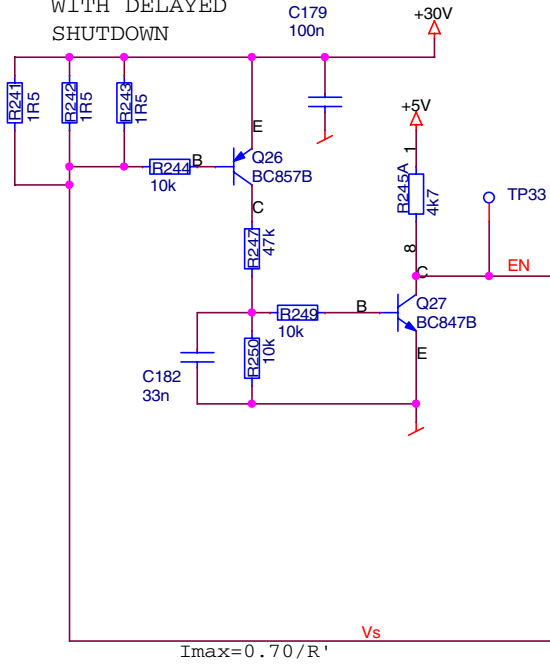 WITH DELAYED
SHUTDOWN
C179
100n
+30V
R241
1R5
R242
1R5
R243
1R5
+5V
E
B
Q26
BC857B
R244
10k
1
R245A
4k7
TP33
C
R247
47k
8
C
EN
R249
10k
B
Q27
BC847B
R250
10k
E
C182
33n
Vs
Imax=0.70/R'